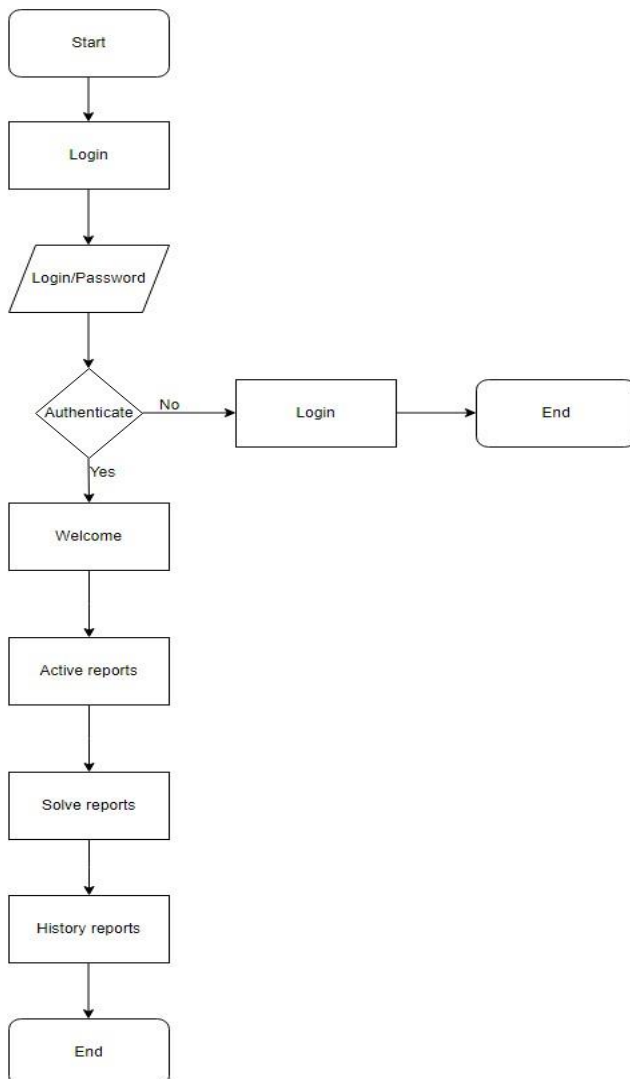 Start
Login
Login/Password
Authenticate
No
Login
End
Yes
Welcome
Active reports
Solve reports
History reports
End